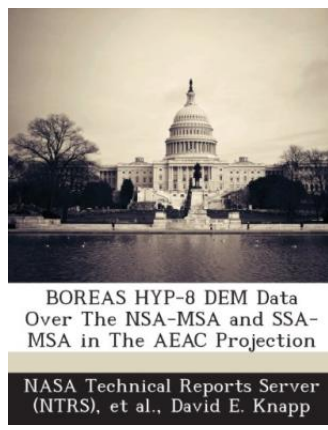 BOREAS HYP-8 DEM Data
Over The NSA-MSA and SSA-
MSA in The AEAC Projection
NASA Technical Reports Server
(NTRS), et al., David E. Knapp